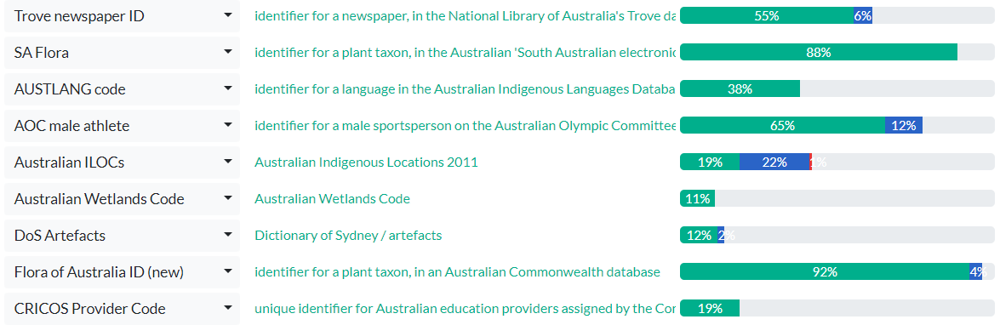 Trove newspaper ID identifier for a newspaper, in the National Library of Australia's Trove da 55% 6%
SA Flora identifier for a plant taxon, in the Australian 'South Australian electronic 88%
AUSTLANG code identifier for a language in the Australian Indigenous Languages Databa 38%
AOC male athlete identifier for a male sportsperson on the Australian Olympic Committee 65% 12%
Australian ILOCs Australian Indigenous Locations 2011 19% 22% 1%
Australian Wetlands Code Australian Wetlands Code 11%
DoS Artefacts Dictionary of Sydney / artefacts 12% 2%
Flora of Australia ID (new) identifier for a plant taxon, in an Australian Commonwealth database 92% 4%
CRICOS Provider Code unique identifier for Australian education providers assigned by the Cor 19%